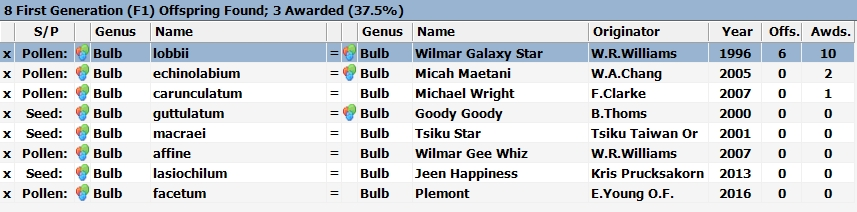 8 First Generation (F1) Offspring Found; 3 Awarded (37.5%)
S/P Genus Name Genus Name Originator Year Offs. Awds.
x Pollen: Bulb lobbii = Bulb Wilmar Galaxy Star W.R.Williams 1996 6 10
x Pollen: Bulb echinolabium = Bulb Micah Maetani W.A.Chang 2005 0 2
x Pollen: Bulb carunculatum = Bulb Michael Wright F.Clarke 2007 0 1
x Seed: Bulb guttulatum = Bulb Goody Goody B.Thoms 2000 0 0
x Seed: Bulb macraei = Bulb Tsiku Star Tsiku Taiwan Or 2001 0 0
x Pollen: Bulb affine = Bulb Wilmar Gee Whiz W.R.Williams 2007 0 0
x Seed: Bulb lasiochilum = Bulb Jeen Happiness Kris Prucksakorn 2013 0 0
x Pollen: Bulb facetum = Bulb Plemont E.Young O.F. 2016 0 0